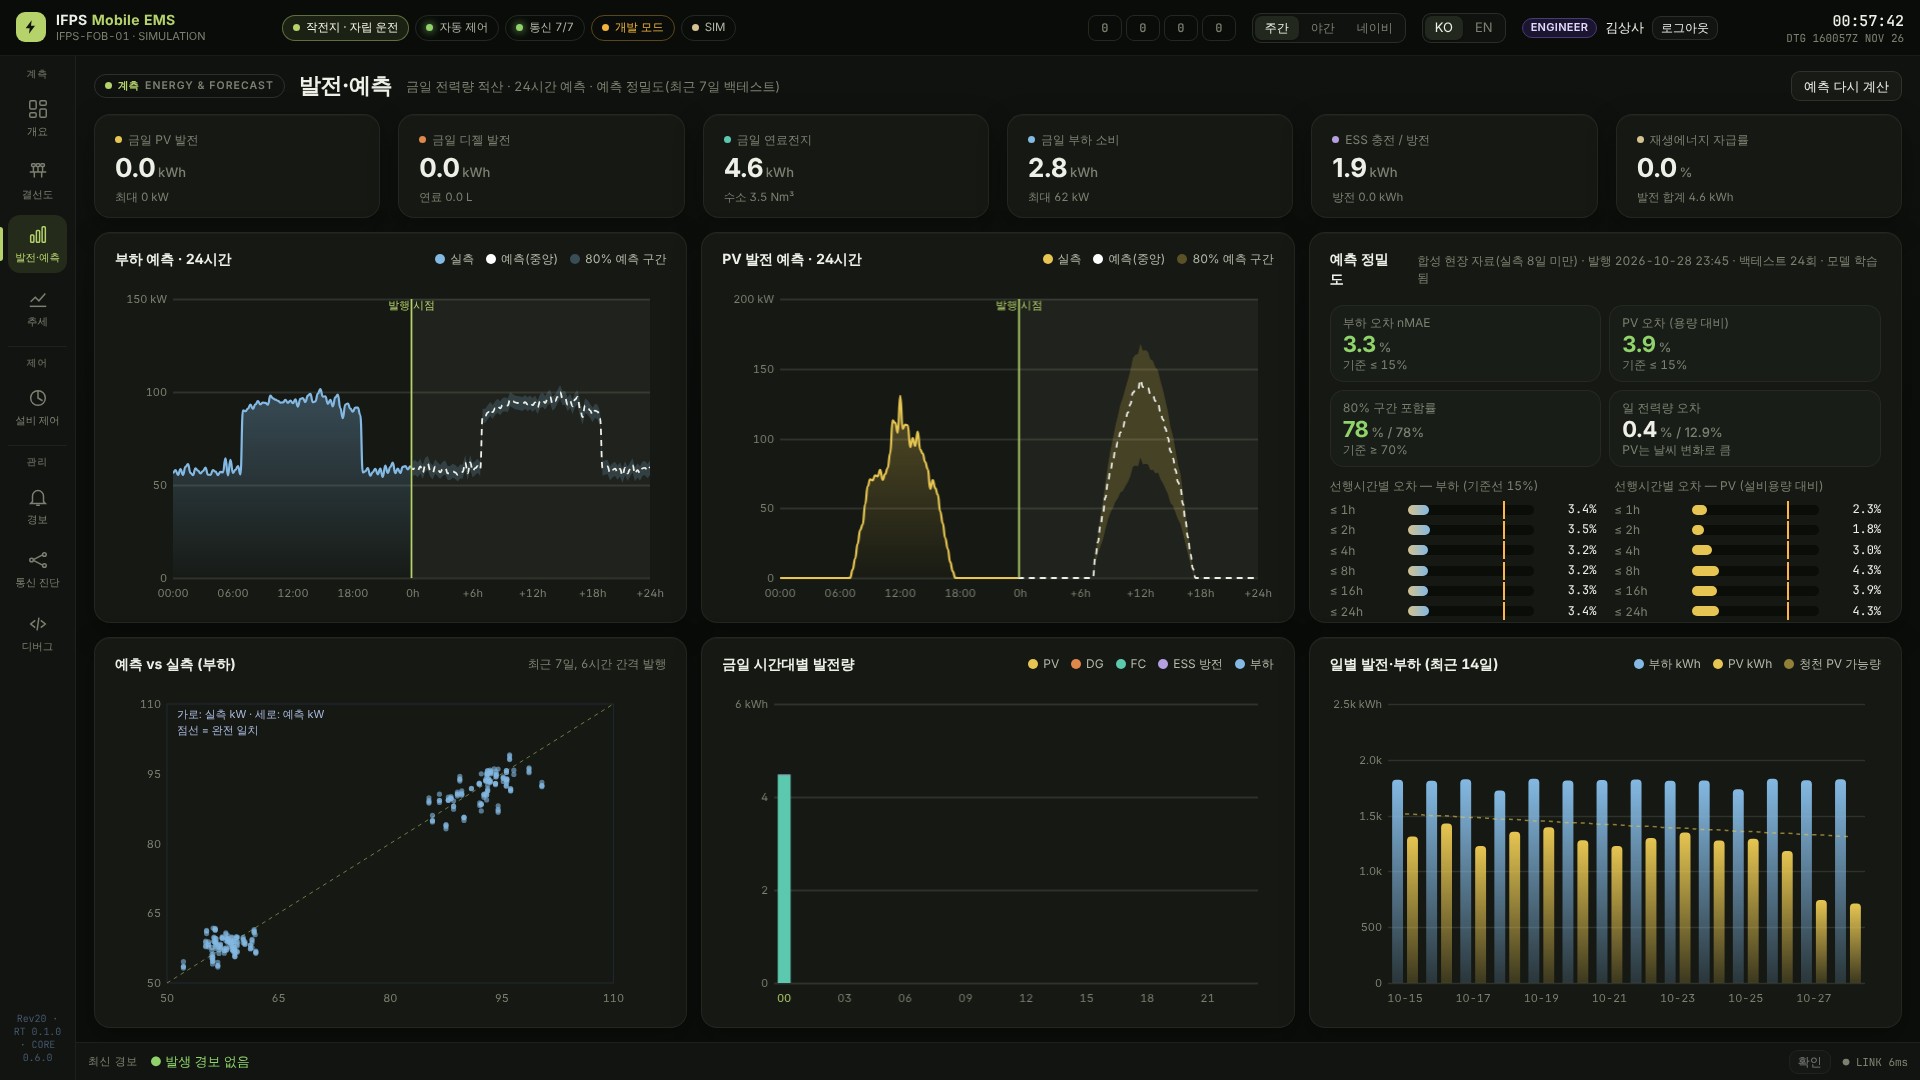 IFPS Mobile EMS
IFPS-FOB-01 · SIMULATION
작전지 · 자립 운전
자동 제어
통신 7/7
개발 모드
SIM
0 0 0 0
주간 야간 네이비
KO EN
ENGINEER 김상사 로그아웃
00:57:42
DTG 160057Z NOV 26
계측
개요
결선도
발전·예측
추세
제어
설비 제어
관리
경보
통신 진단
디버그
Rev20 ·
RT 0.1.0
· CORE
0.6.0
계측 ENERGY & FORECAST
발전·예측
금일 전력량 적산 · 24시간 예측 · 예측 정밀도(최근 7일 백테스트)
예측 다시 계산
금일 PV 발전
0.0 kWh
최대 0 kW
금일 디젤 발전
0.0 kWh
연료 0.0 L
금일 연료전지
4.6 kWh
수소 3.5 Nm³
금일 부하 소비
2.8 kWh
최대 62 kW
ESS 충전 / 방전
1.9 kWh
방전 0.0 kWh
재생에너지 자급률
0.0 %
발전 합계 4.6 kWh
부하 예측 · 24시간
실측 예측(중앙) 80% 예측 구간
발행 시점
150 kW
100
50
0
00:00 06:00 12:00 18:00 0h +6h +12h +18h +24h
PV 발전 예측 · 24시간
실측 예측(중앙) 80% 예측 구간
발행 시점
200 kW
150
100
50
0
00:00 06:00 12:00 18:00 0h +6h +12h +18h +24h
예측 정밀
도
합성 현장 자료(실측 8일 미만) · 발행 2026-10-28 23:45 · 백테스트 24회 · 모델 학습
됨
부하 오차 nMAE
3.3 %
기준 ≤ 15%
PV 오차 (용량 대비)
3.9 %
기준 ≤ 15%
80% 구간 포함률
78 % / 78%
기준 ≥ 70%
일 전력량 오차
0.4 % / 12.9%
PV는 날씨 변화로 큼
선행시간별 오차 — 부하 (기준선 15%)
≤ 1h 3.4%
≤ 2h 3.5%
≤ 4h 3.2%
≤ 8h 3.2%
≤ 16h 3.3%
≤ 24h 3.4%
선행시간별 오차 — PV (설비용량 대비)
≤ 1h 2.3%
≤ 2h 1.8%
≤ 4h 3.0%
≤ 8h 4.3%
≤ 16h 3.9%
≤ 24h 4.3%
예측 vs 실측 (부하)
최근 7일, 6시간 간격 발행
가로: 실측 kW · 세로: 예측 kW
점선 = 완전 일치
110
95
80
65
50
50 65 80 95 110
금일 시간대별 발전량
PV DG FC ESS 방전 부하
6 kWh
4
2
0
00 03 06 09 12 15 18 21
일별 발전·부하 (최근 14일)
부하 kWh PV kWh 청천 PV 가능량
2.5k kWh
2.0k
1.5k
1.0k
500
0
10-15 10-17 10-19 10-21 10-23 10-25 10-27
최신 경보 발생 경보 없음
확인
LINK 6ms